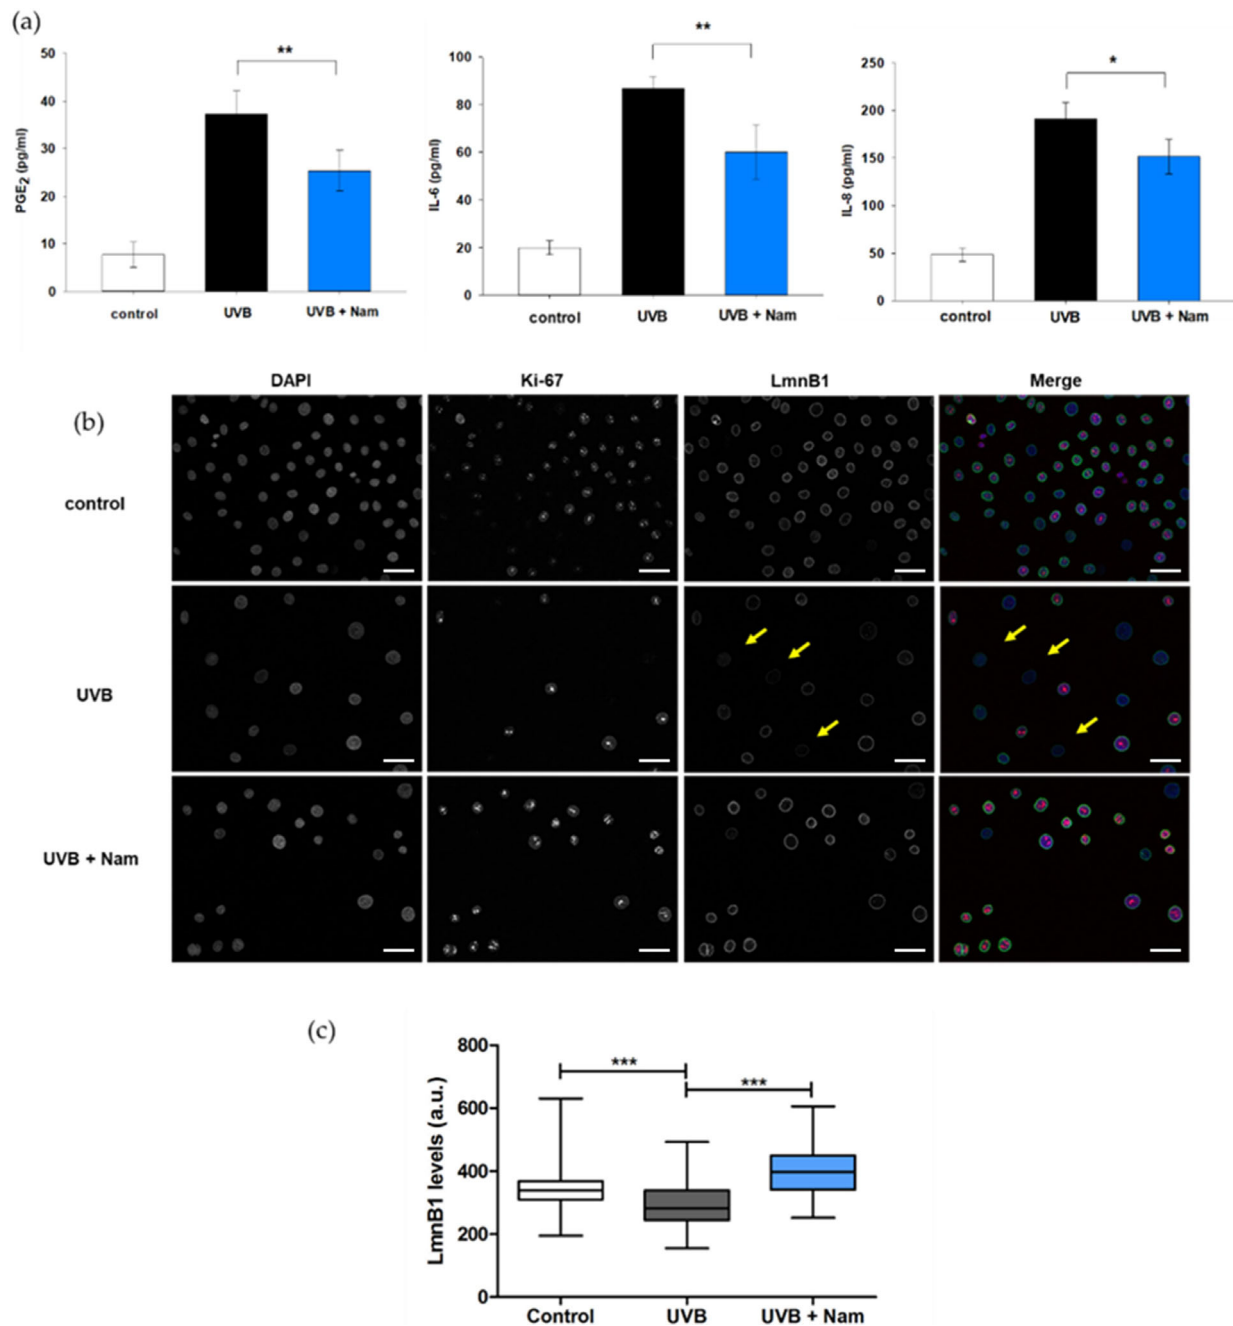 (a)
50
40
30
20
10
0
PGE2 (pg/ml)
**
control
UVB
UVB + Nam
100
80
60
40
20
0
IL-6 (pg/ml)
**
control
UVB
UVB + Nam
250
200
150
100
50
0
IL-8 (pg/ml)
*
control
UVB
UVB + Nam
(b)
DAPI
Ki-67
LmnB1
Merge
control
UVB
UVB + Nam
(c)
800
600
400
200
0
LmnB1 levels (a.u.)
***
***
Control
UVB
UVB + Nam